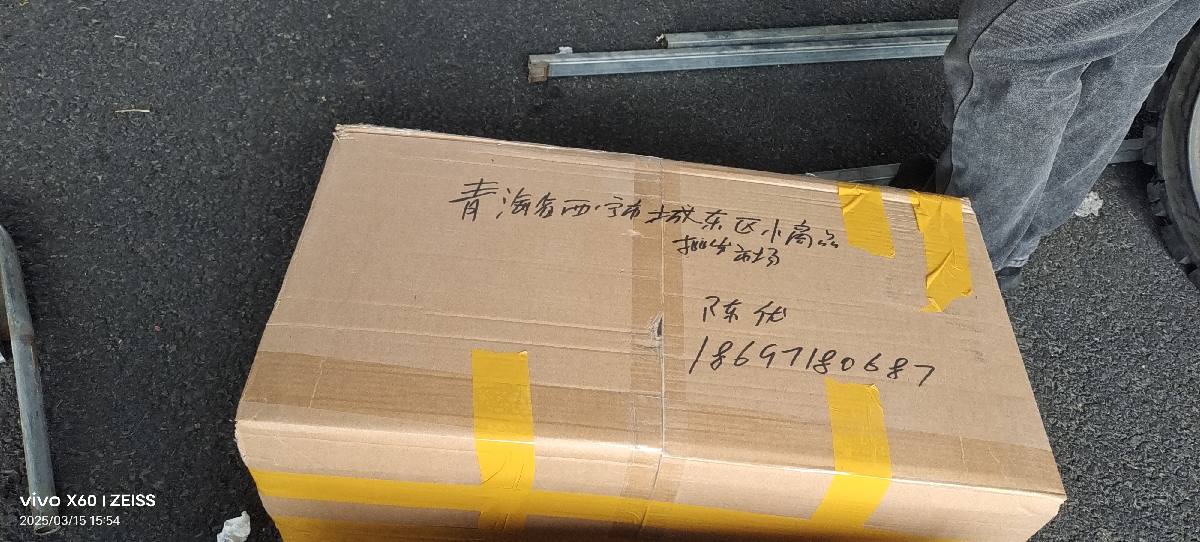 青海省西宁市城东区小商品
批发市场
陈优
18697180687
vivo X60 | ZEISS
2025/03/15 15:54